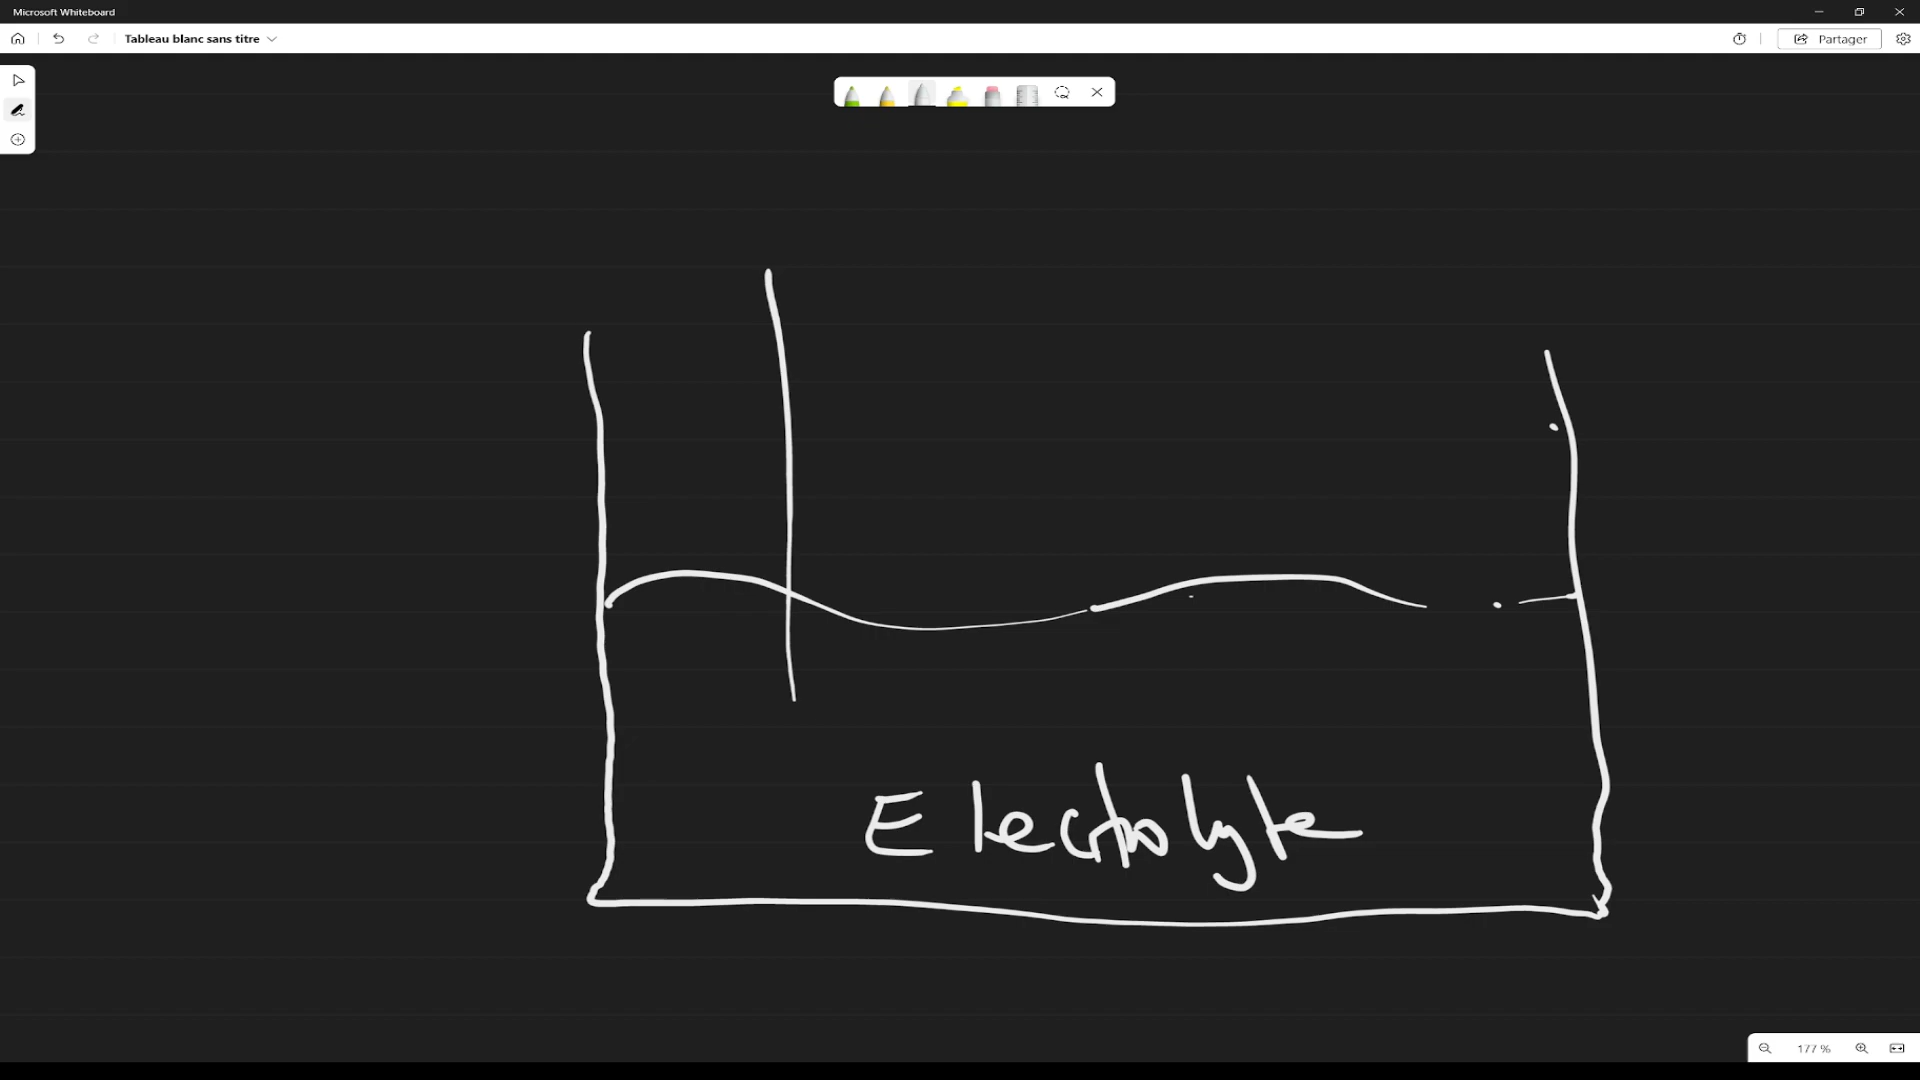 Microsoft Whiteboard
Tableau blanc sans titre
Partager
Electrolyte
177 %